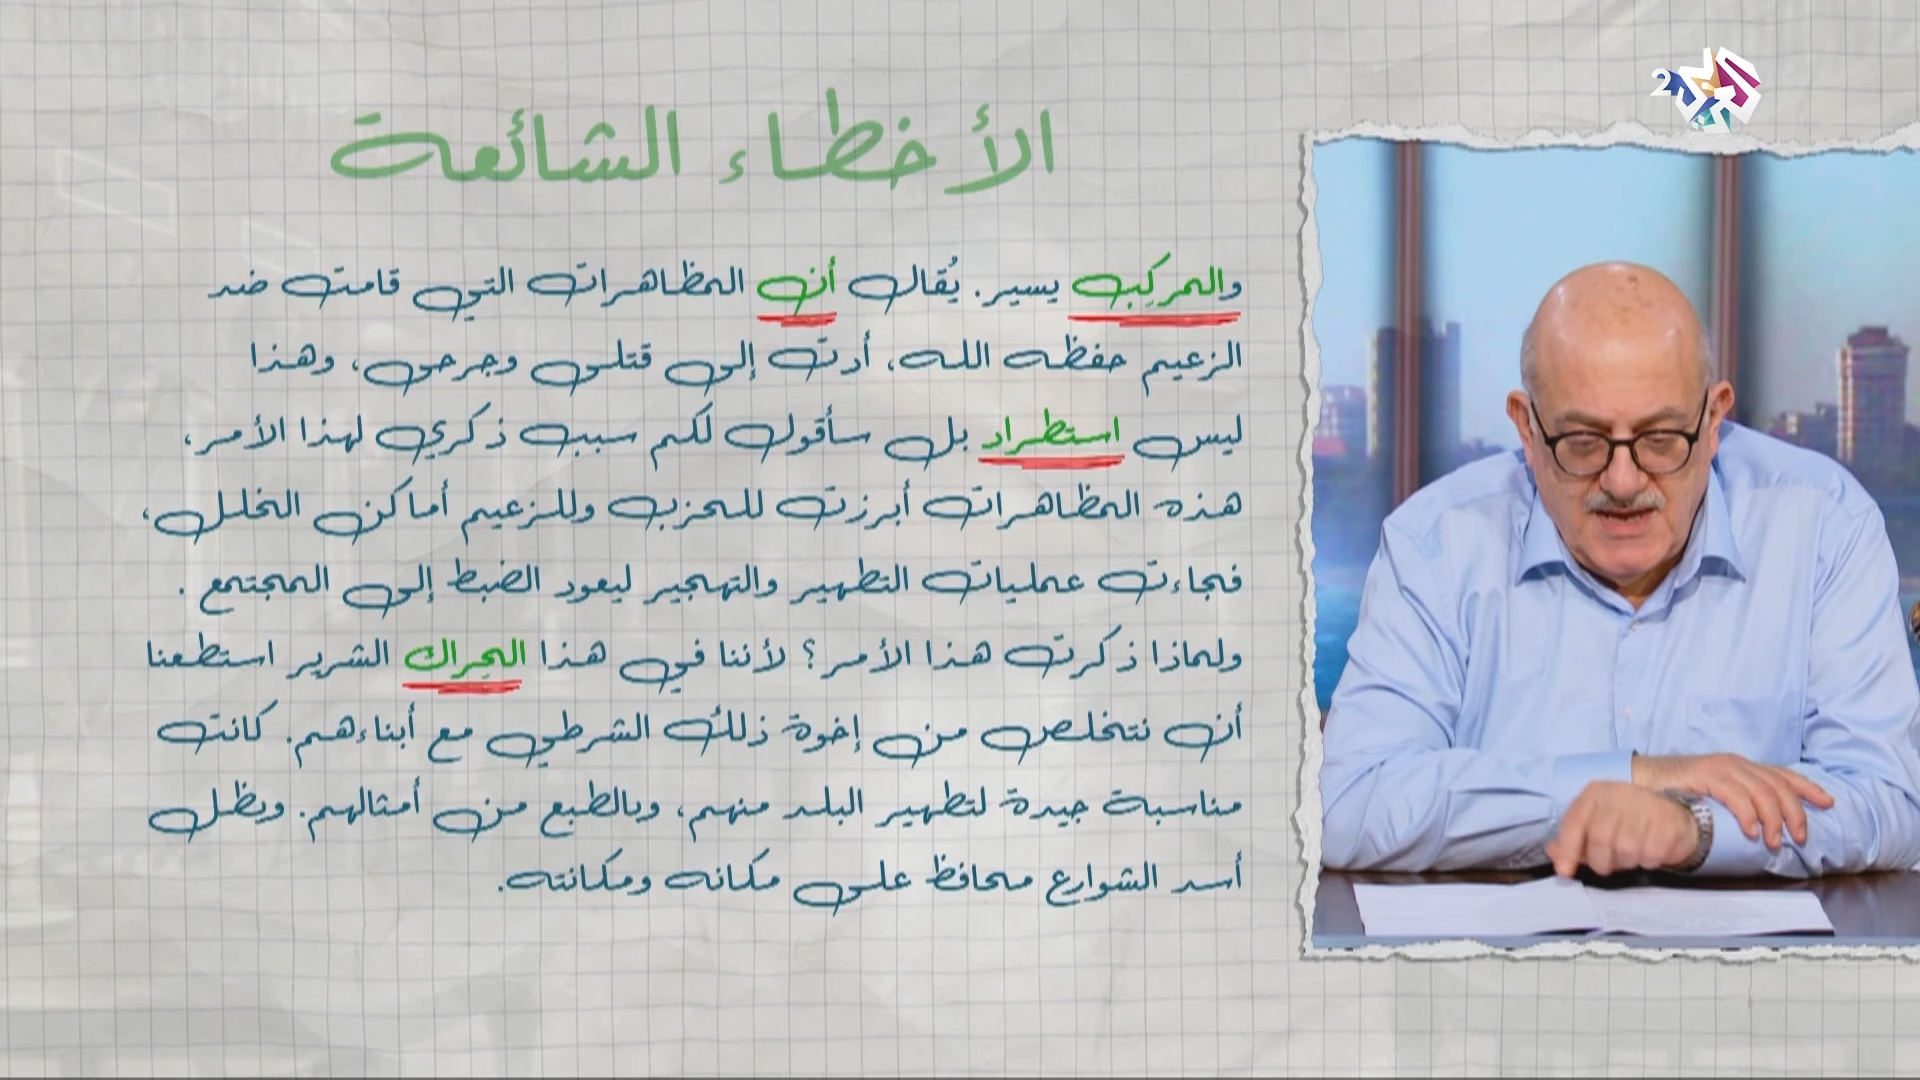 الأخطاء الشائعة
والمركِب يسير. يُقال أن المظاهرات التي قامت ضد
الزعيم حفظه الله، أدت إلى قتلى وجرحى، وهذا
ليس استطراد بل سأقول لكم سبب ذكري لهذا الأمر،
هذه المظاهرات أبرزت للحزب وللزعيم أماكن الخلل،
فجاءت عمليات التطهير والتهجير ليعود الضبط إلى المجتمع .
ولماذا ذكرت هذا الأمر؟ لأننا في هذا الحِراك الشرير استطعنا
أن نتخلص من إخوة ذلك الشرطي مع أبناءهم. كانت
مناسبة جيدة لتطهير البلد منهم، وبالطبع من أمثالهم. ويظل
أسد الشوارع محافظ على مكانه ومكانته.
العربي 2